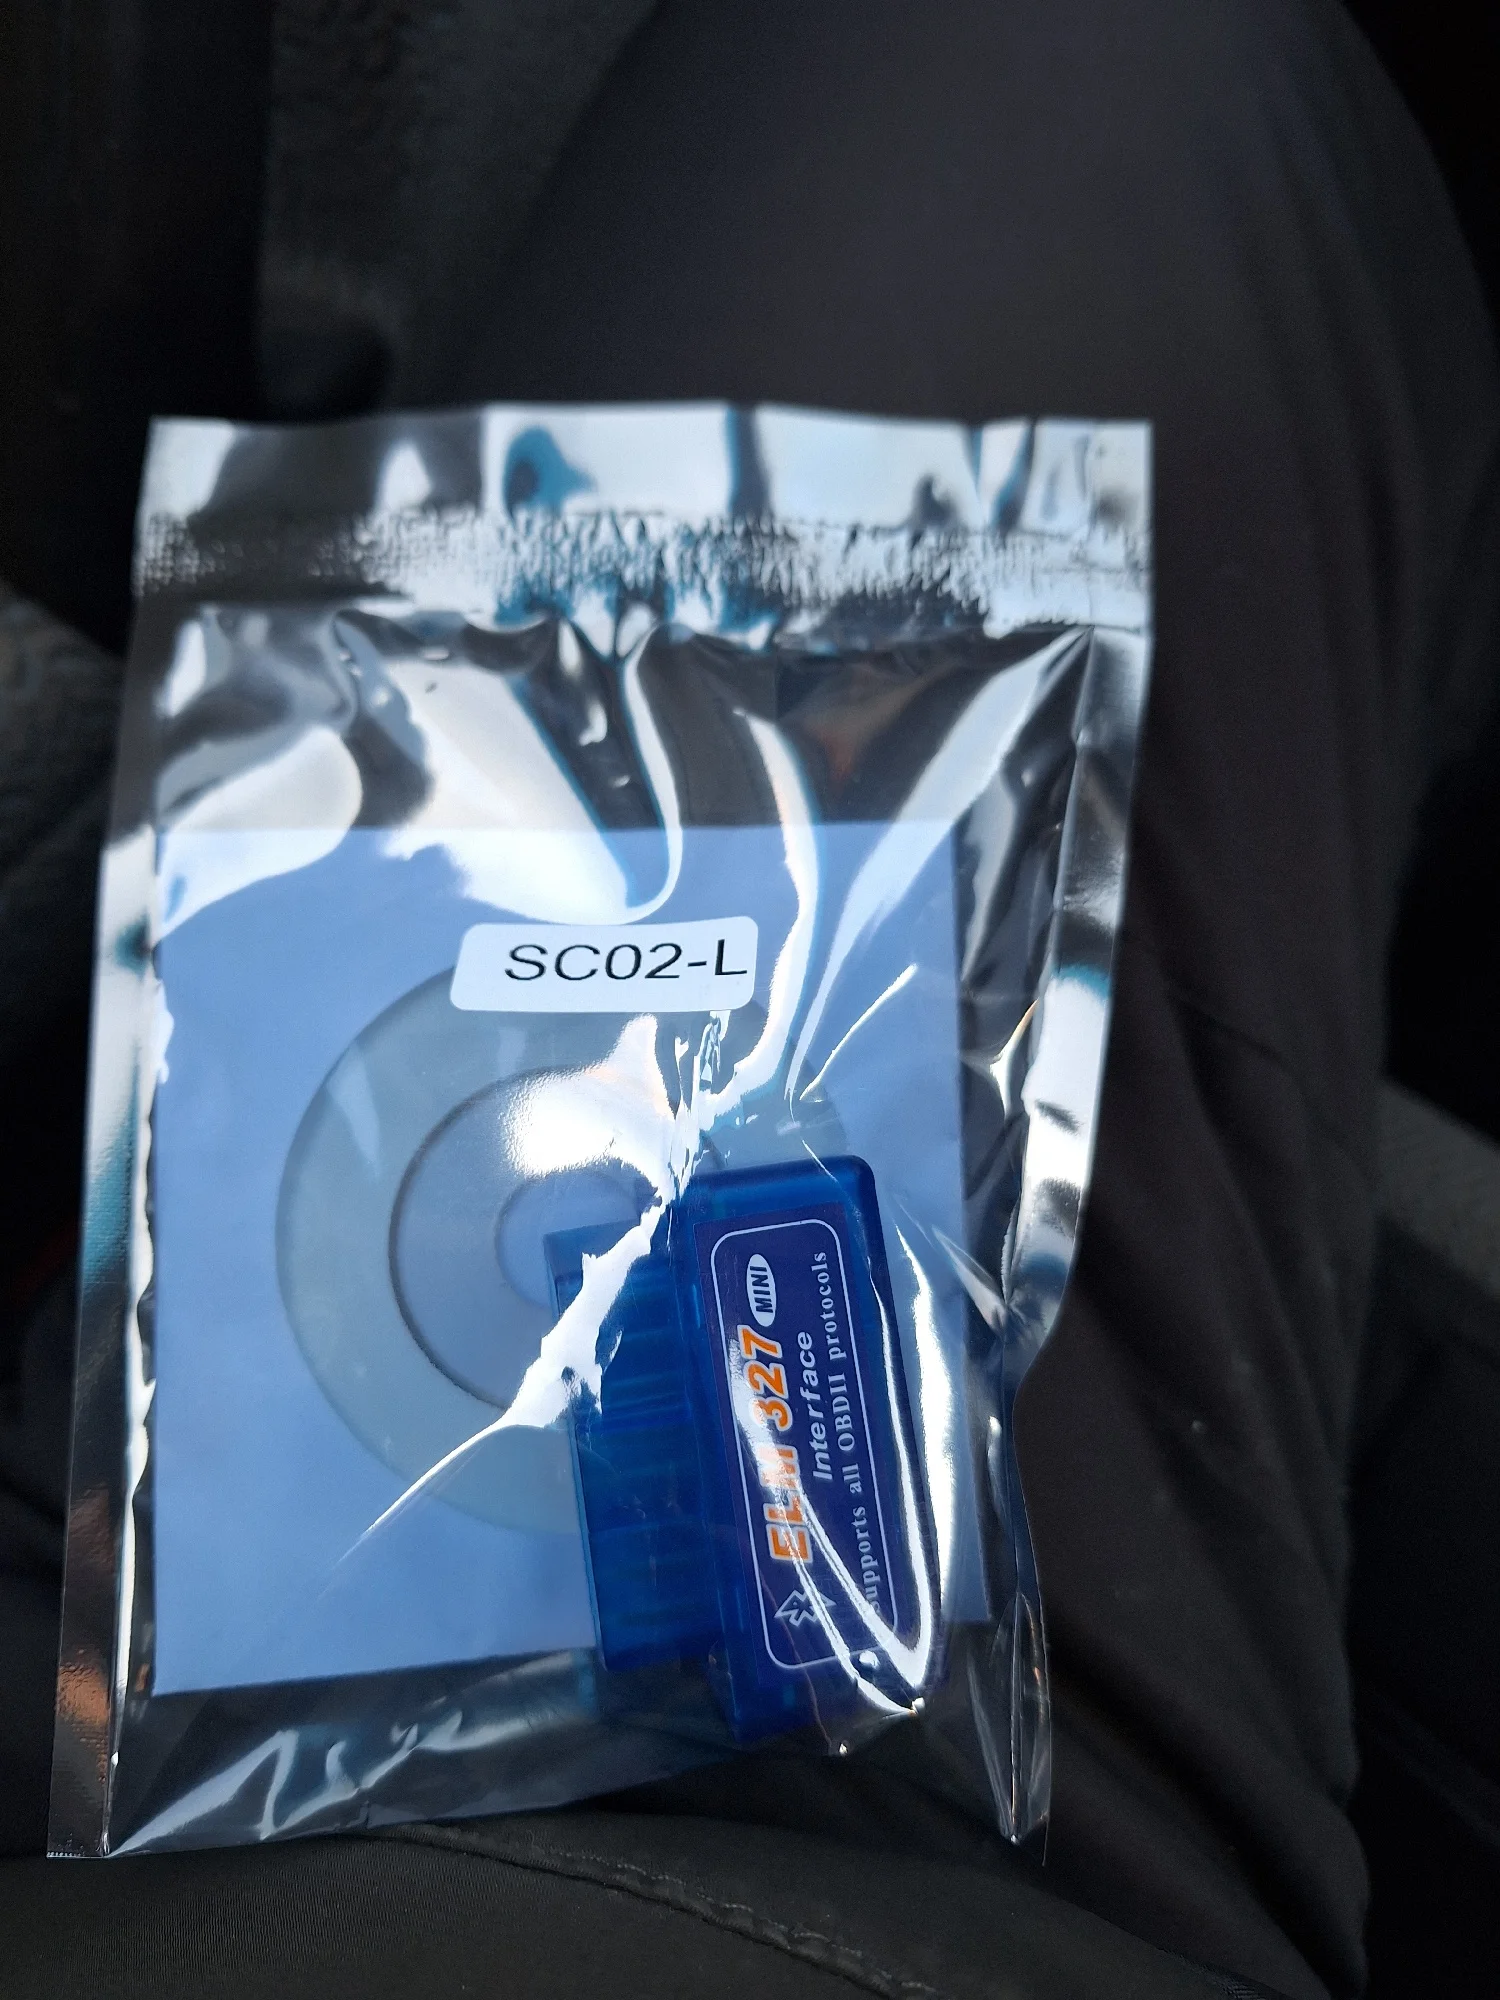 SC02-L
MINI
ELM 327
Interface
supports all OBDII protocols